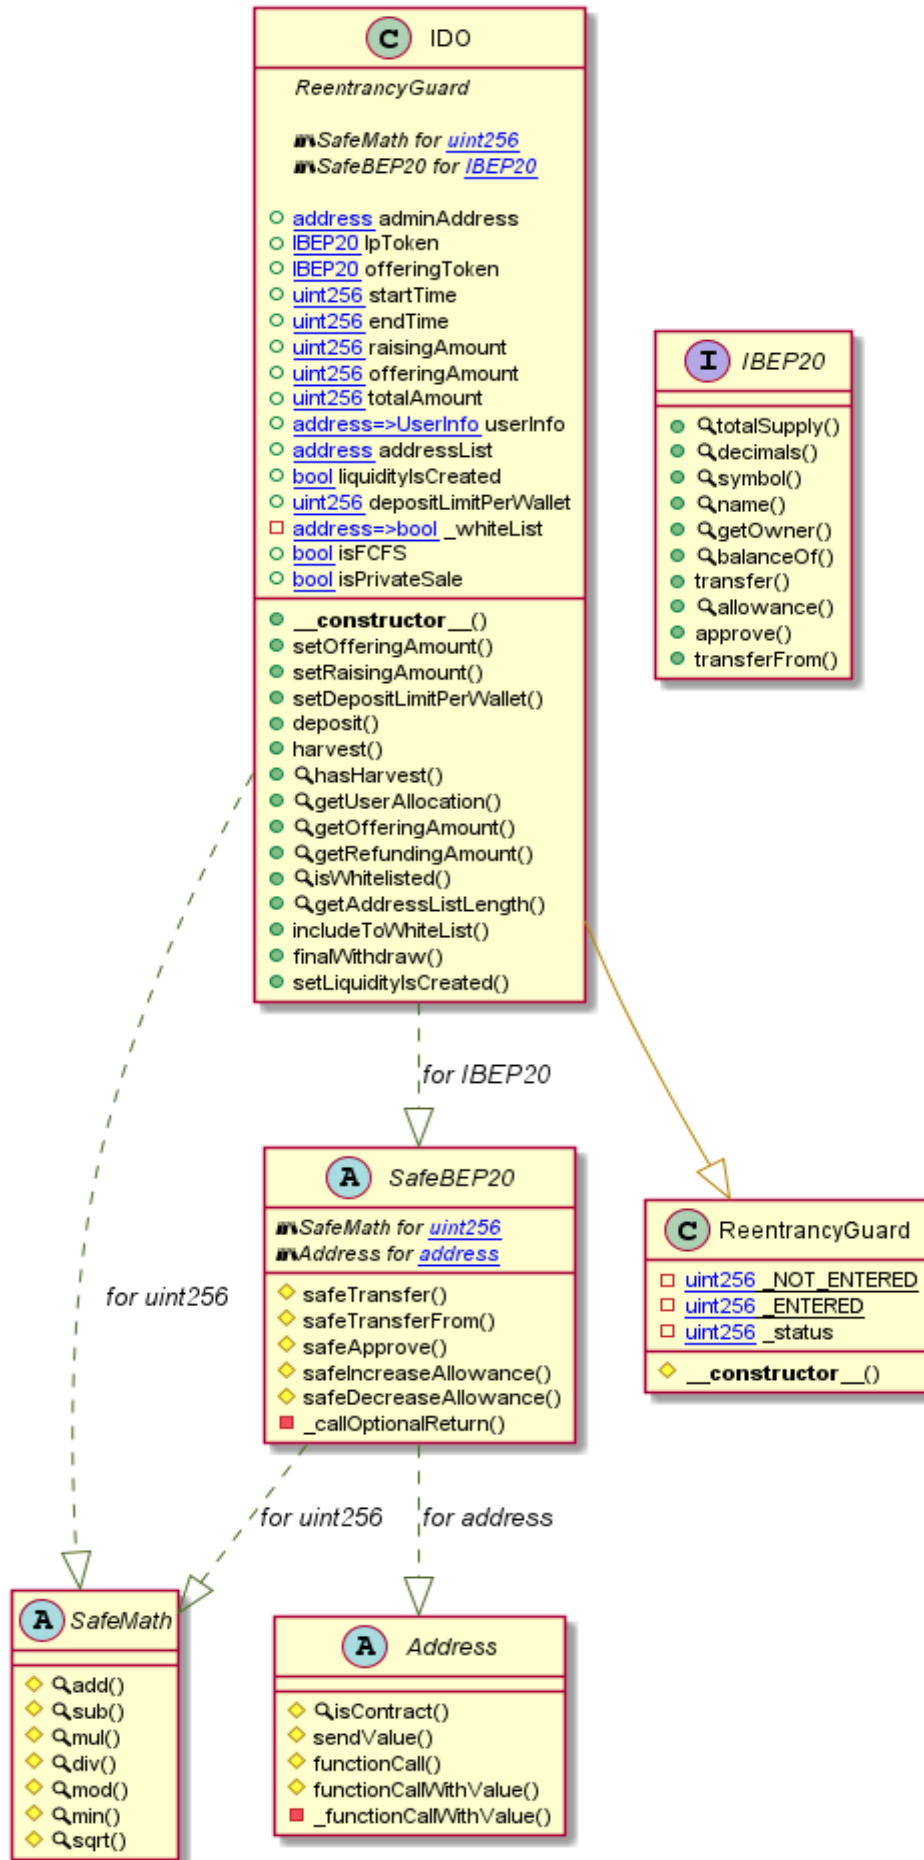 C IDO
ReentrancyGuard
SafeMath for uint256
SafeBEP20 for IBEP20
address adminAddress
IBEP20 lpToken
IBEP20 offeringToken
uint256 startTime
uint256 endTime
uint256 raisingAmount
uint256 offeringAmount
uint256 totalAmount
address=>UserInfo userInfo
address addressList
bool liquidityIsCreated
uint256 depositLimitPerWallet
address=>bool _whiteList
bool isFCFS
bool isPrivateSale
__constructor__()
setOfferingAmount()
setRaisingAmount()
setDepositLimitPerWallet()
deposit()
harvest()
hasHarvest()
getUserAllocation()
getOfferingAmount()
getRefundingAmount()
isWhitelisted()
getAddressListLength()
includeToWhiteList()
finalWithdraw()
setLiquidityIsCreated()
I IBEP20
totalSupply()
decimals()
symbol()
name()
getOwner()
balanceOf()
transfer()
allowance()
approve()
transferFrom()
for IBEP20
A SafeBEP20
SafeMath for uint256
Address for address
safeTransfer()
safeTransferFrom()
safeApprove()
safeIncreaseAllowance()
safeDecreaseAllowance()
_callOptionalReturn()
C ReentrancyGuard
uint256 _NOT_ENTERED
uint256 _ENTERED
uint256 _status
__constructor__()
for uint256
for uint256
for address
A SafeMath
add()
sub()
mul()
div()
mod()
min()
sqrt()
A Address
isContract()
sendValue()
functionCall()
functionCallWithValue()
_functionCallWithValue()